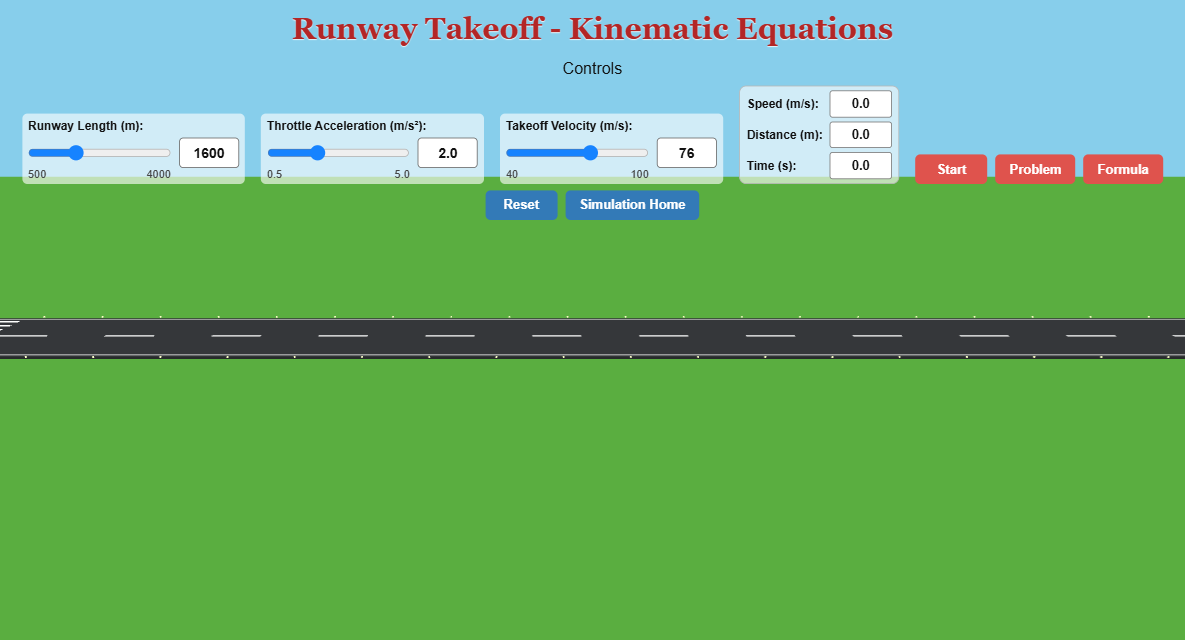 Runway Takeoff - Kinematic Equations
Controls
Runway Length (m):
1600
500 4000
Throttle Acceleration (m/s²):
2.0
0.5 5.0
Takeoff Velocity (m/s):
76
40 100
Speed (m/s): 0.0
Distance (m): 0.0
Time (s): 0.0
Start Problem Formula
Reset Simulation Home